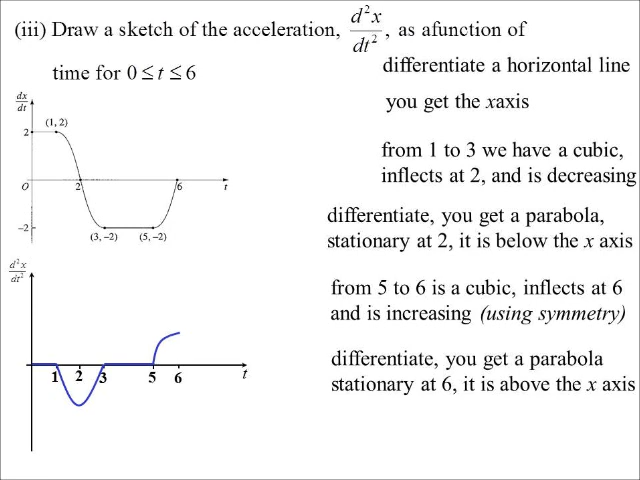 (iii) Draw a sketch of the acceleration, d²x/dt², as afunction of
time for 0 ≤ t ≤ 6
differentiate a horizontal line
you get the xaxis
from 1 to 3 we have a cubic,
inflects at 2, and is decreasing
differentiate, you get a parabola,
stationary at 2, it is below the x axis
from 5 to 6 is a cubic, inflects at 6
and is increasing (using symmetry)
differentiate, you get a parabola
stationary at 6, it is above the x axis
dx/dt
2
(1, 2)
O
2
6
t
-2
(3, -2)
(5, -2)
d²x/dt²
1 2 3 5 6 t